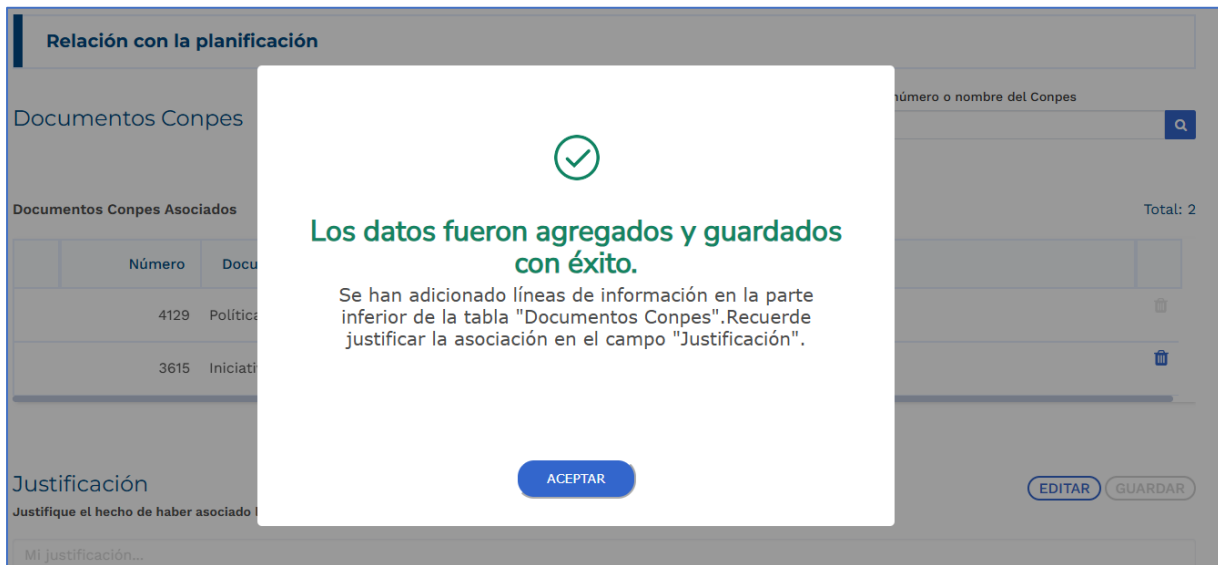 Relación con la planificación
número o nombre del Conpes
Documentos Conpes
Documentos Conpes Asociados
Total: 2
Número
4129
3615
Los datos fueron agregados y guardados
con éxito.
Se han adicionado líneas de información en la parte
inferior de la tabla "Documentos Conpes".Recuerde
justificar la asociación en el campo "Justificación".
ACEPTAR
Justificación
EDITAR GUARDAR
Justifique el hecho de haber asociado
Mi justificación...